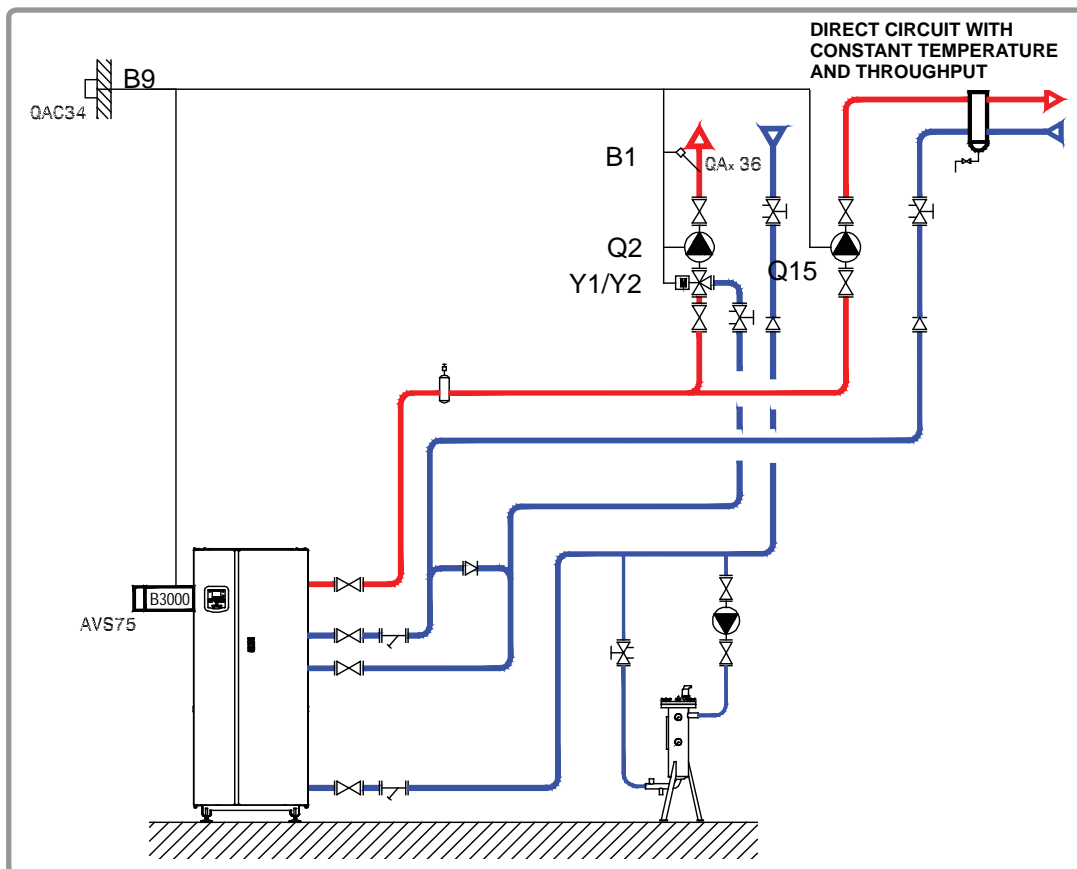 DIRECT CIRCUIT WITH
CONSTANT TEMPERATURE
AND THROUGHPUT
B9
QAC34
B1
QAx 36
Q2
Q15
Y1/Y2
B3000
AVS75